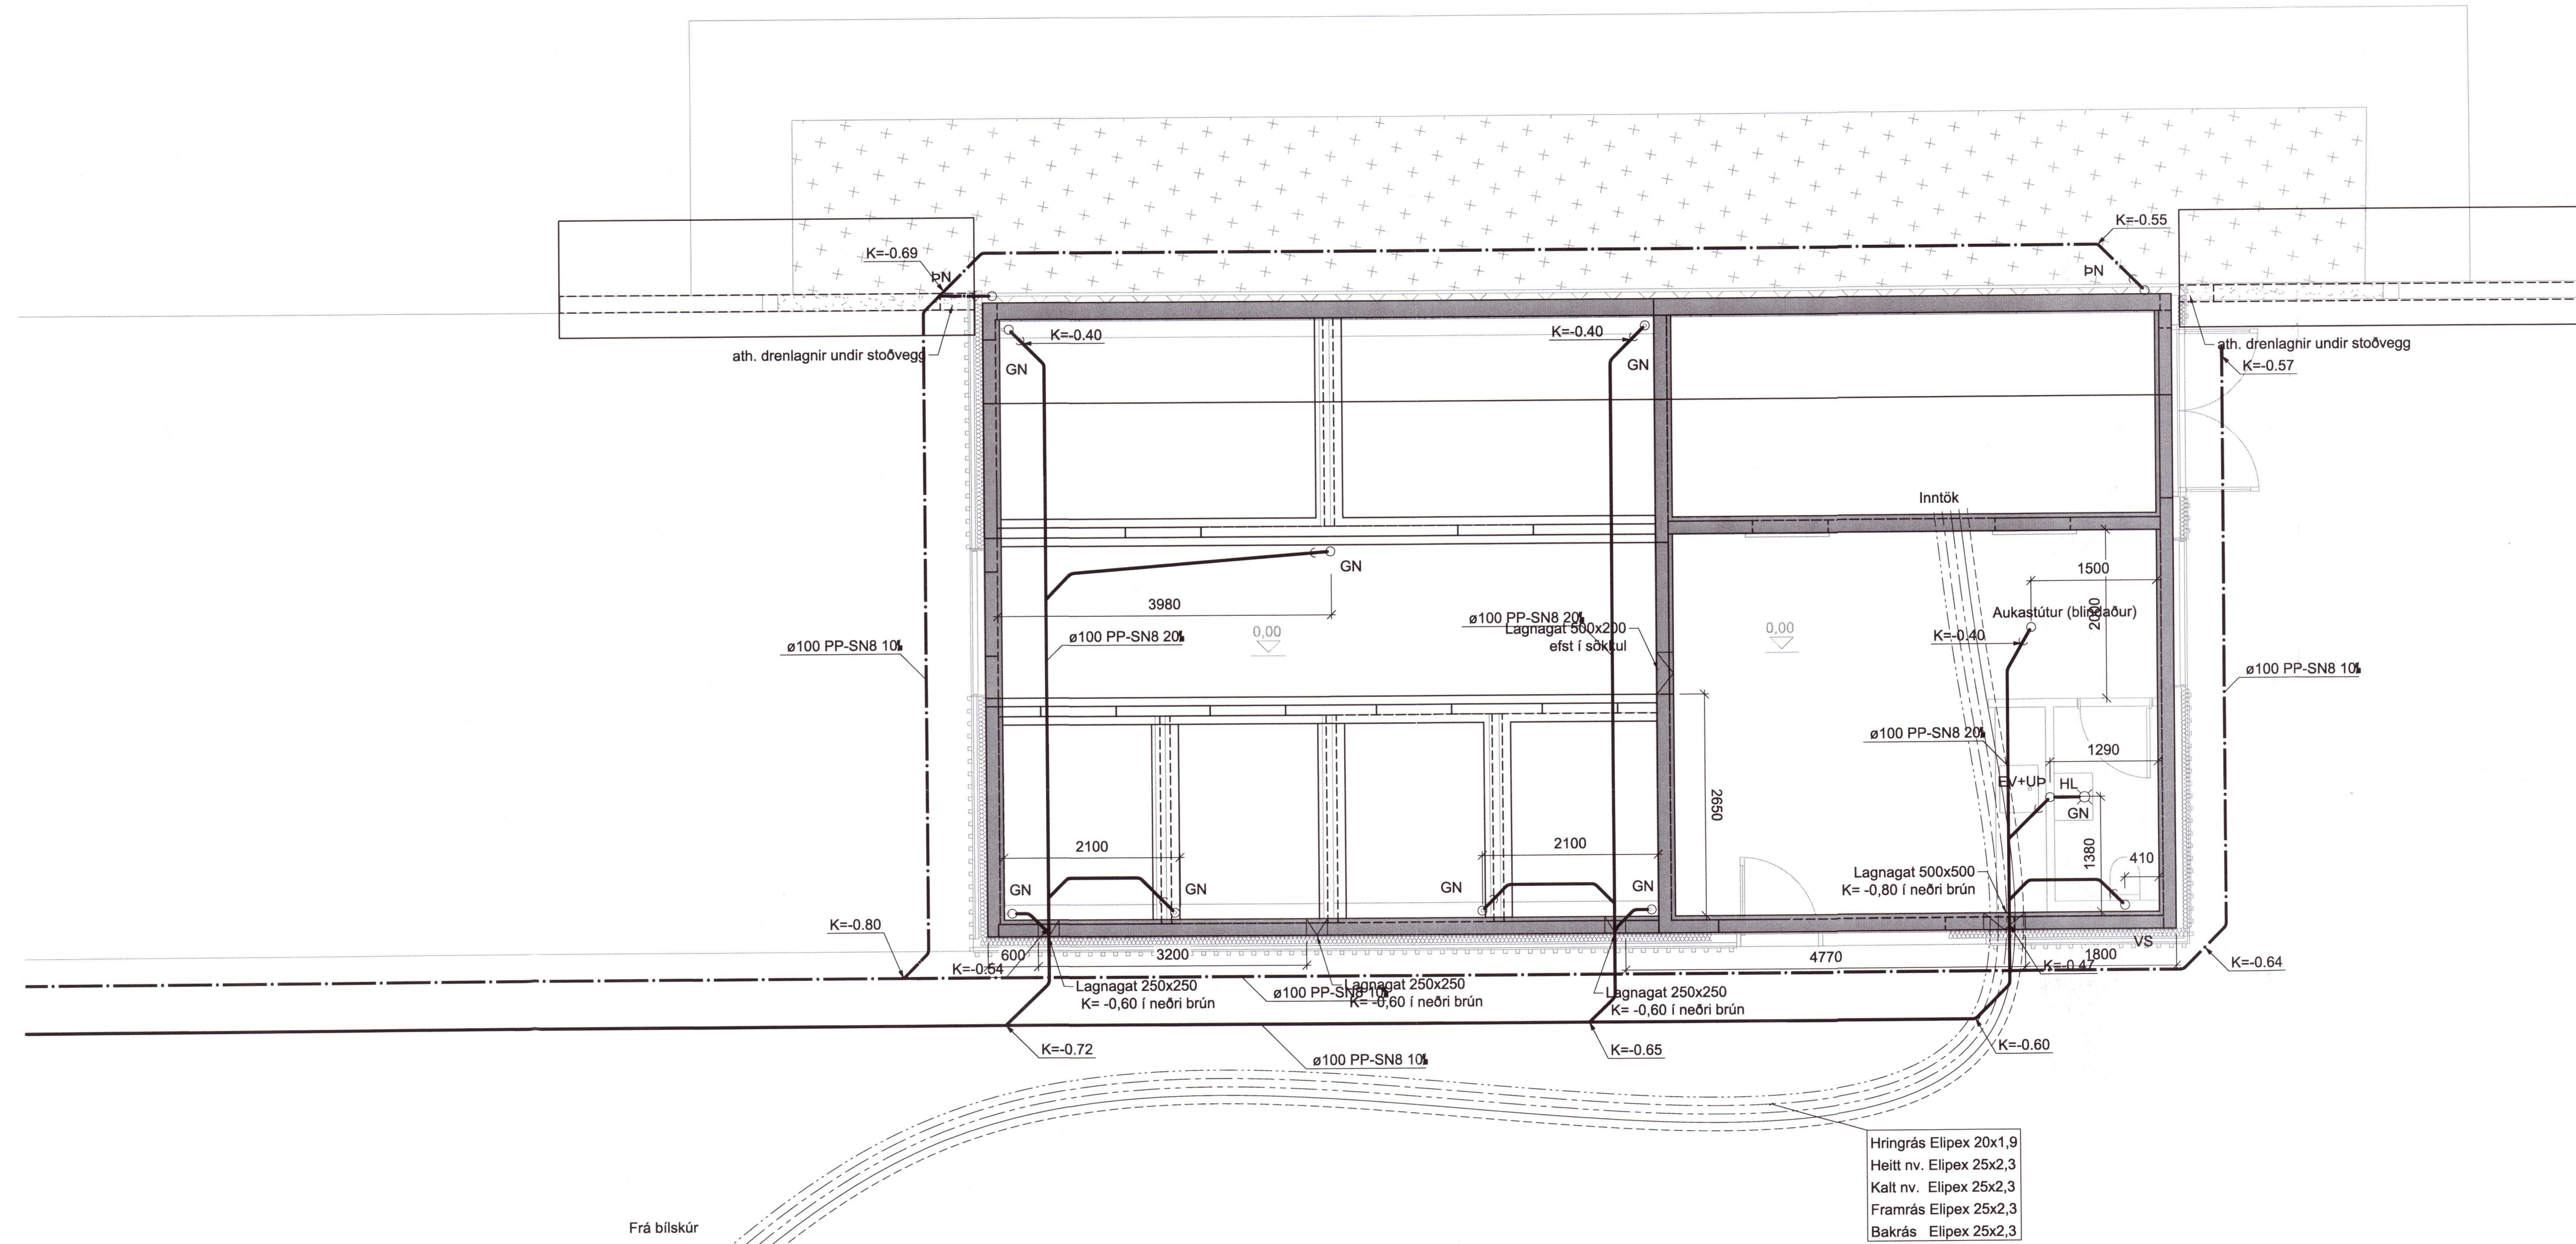 K=-0.55
K=-0.69
ÞN
ÞN
K=-0.40
K=-0.40
ath. drenlagnir undir stoðvegg
ath. drenlagnir undir stoðvegg
K=-0.57
GN
GN
Inntök
GN
1500
3980
2000
Aukastútur (blindaður)
ø100 PP-SN8 20‰
Lagnagat 500x200
efst í sökkul
0,00
0,00
K=-0.40
ø100 PP-SN8 20‰
ø100 PP-SN8 10‰
ø100 PP-SN8 10‰
ø100 PP-SN8 20‰
1290
EV+UÞ
HL
GN
2650
2100
2100
1380
410
GN
GN
GN
GN
Lagnagat 500x500
K= -0,80 í neðri brún
K=-0.80
VS
600
3200
4770
1800
K=-0.54
K=-0.47
K=-0.64
Lagnagat 250x250
K= -0,60 í neðri brún
ø100 PP-SN8 10‰
Lagnagat 250x250
K= -0,60 í neðri brún
Lagnagat 250x250
K= -0,60 í neðri brún
K=-0.72
K=-0.65
K=-0.60
ø100 PP-SN8 10‰
Hringrás Elipex 20x1,9
Heitt nv. Elipex 25x2,3
Kalt nv. Elipex 25x2,3
Framrás Elipex 25x2,3
Bakrás Elipex 25x2,3
Frá bílskúr